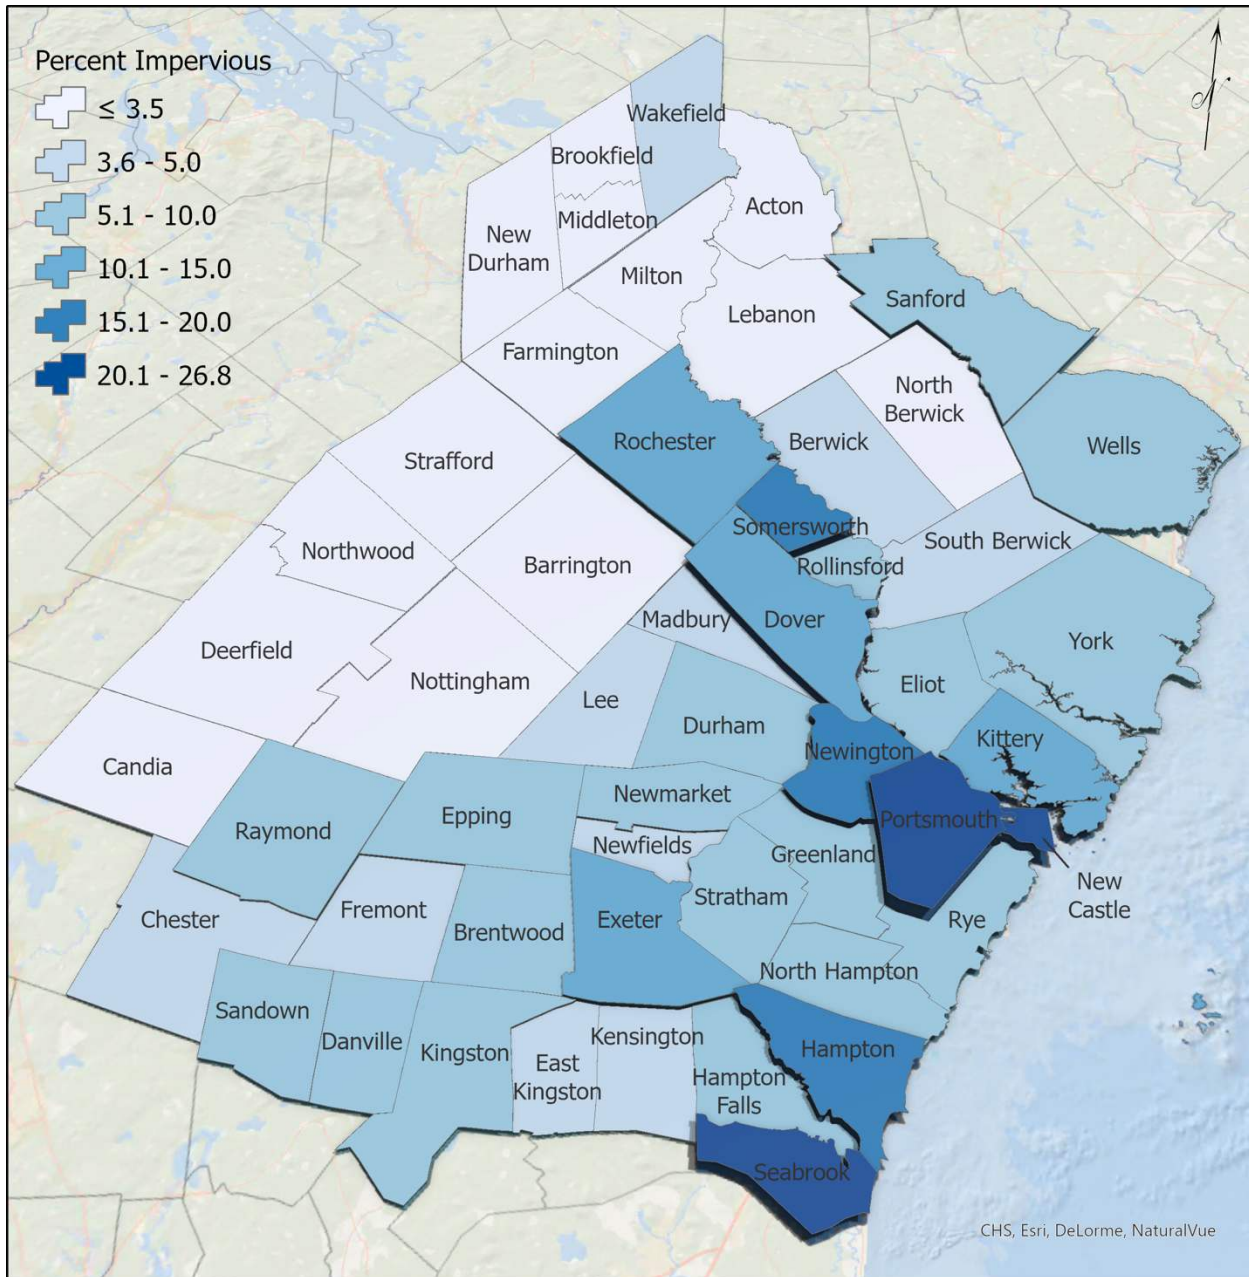 Percent Impervious
≤ 3.5
3.6 - 5.0
5.1 - 10.0
10.1 - 15.0
15.1 - 20.0
20.1 - 26.8
Wakefield
Brookfield
Middleton
Acton
New
Durham
Milton
Sanford
Lebanon
Farmington
North
Berwick
Rochester
Berwick
Wells
Strafford
Somersworth
Northwood
Barrington
South Berwick
Rollinsford
Madbury
Dover
York
Deerfield
Nottingham
Eliot
Lee
Durham
Newington
Kittery
Candia
Newmarket
Epping
Raymond
Portsmouth
Newfields
Greenland
New
Castle
Stratham
Fremont
Chester
Brentwood
Exeter
Rye
North Hampton
Sandown
Danville
Kingston
Kensington
East
Kingston
Hampton
Hampton
Falls
Seabrook
CHS, Esri, DeLorme, NaturalVue